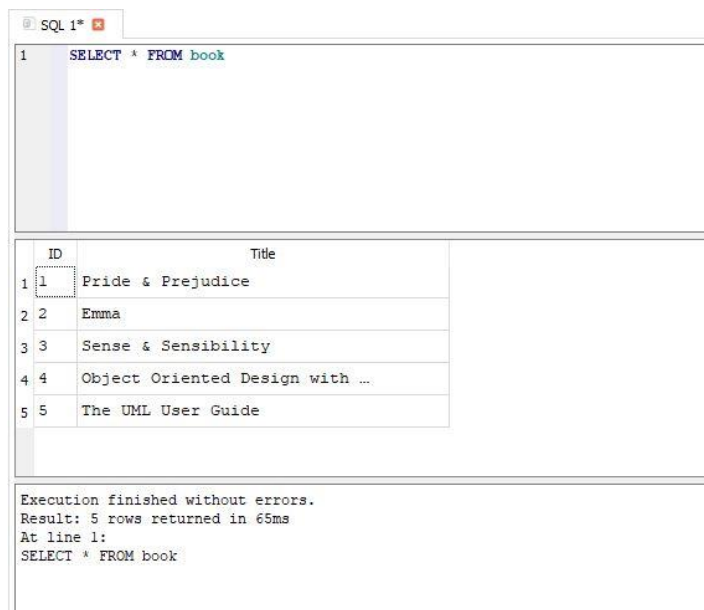 SQL 1*
1 SELECT * FROM book
ID Title
1 1 Pride & Prejudice
2 2 Emma
3 3 Sense & Sensibility
4 4 Object Oriented Design with …
5 5 The UML User Guide
Execution finished without errors.
Result: 5 rows returned in 65ms
At line 1:
SELECT * FROM book